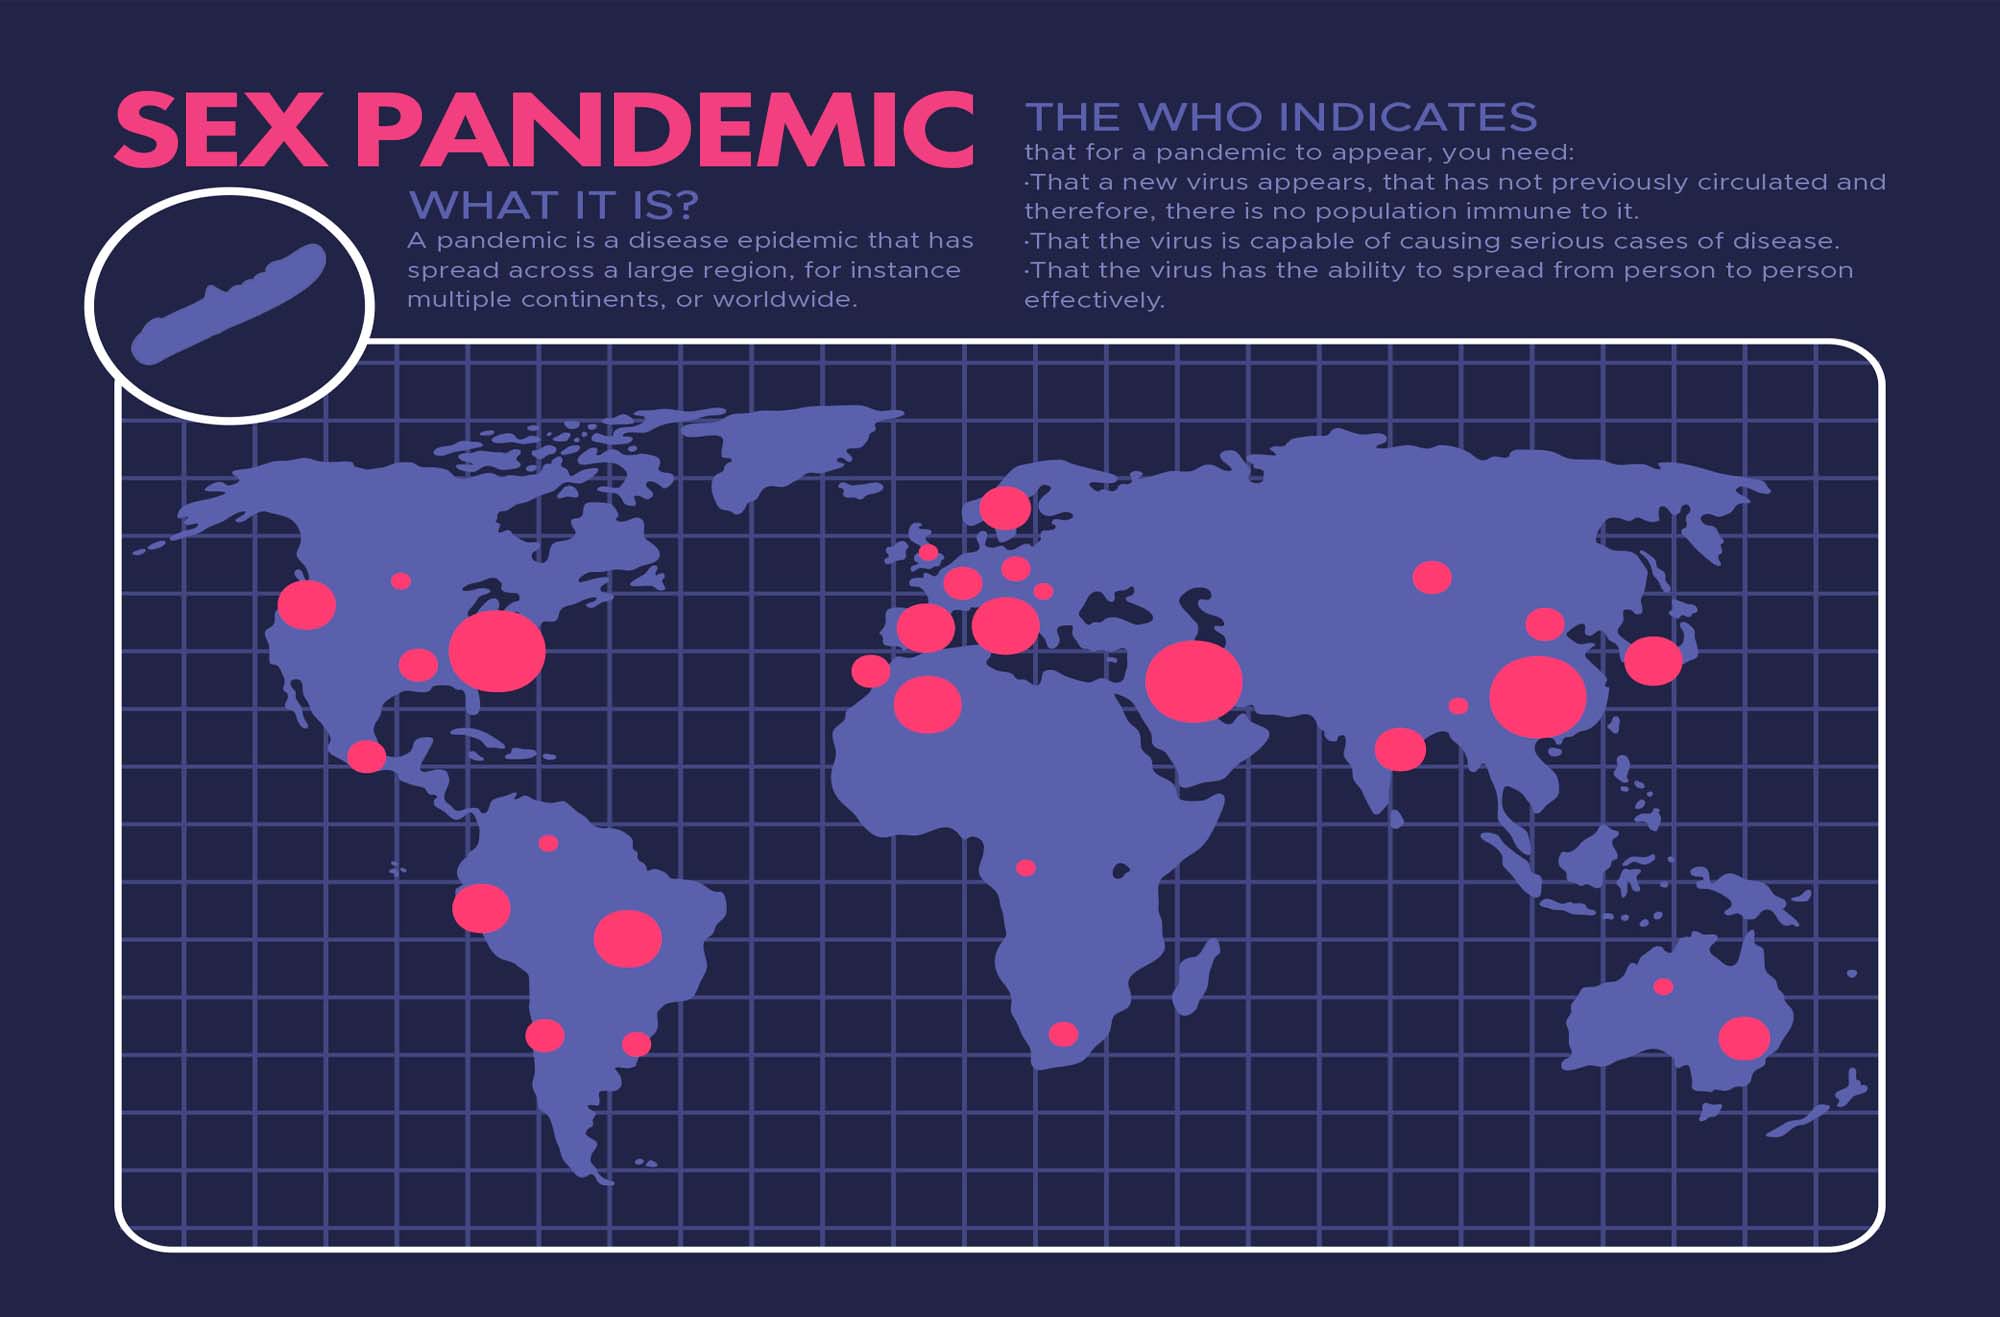 SEX PANDEMIC
WHAT IT IS?
A pandemic is a disease epidemic that has
spread across a large region, for instance
multiple continents, or worldwide.
THE WHO INDICATES
that for a pandemic to appear, you need:
·That a new virus appears, that has not previously circulated and
therefore, there is no population immune to it.
·That the virus is capable of causing serious cases of disease.
·That the virus has the ability to spread from person to person
effectively.